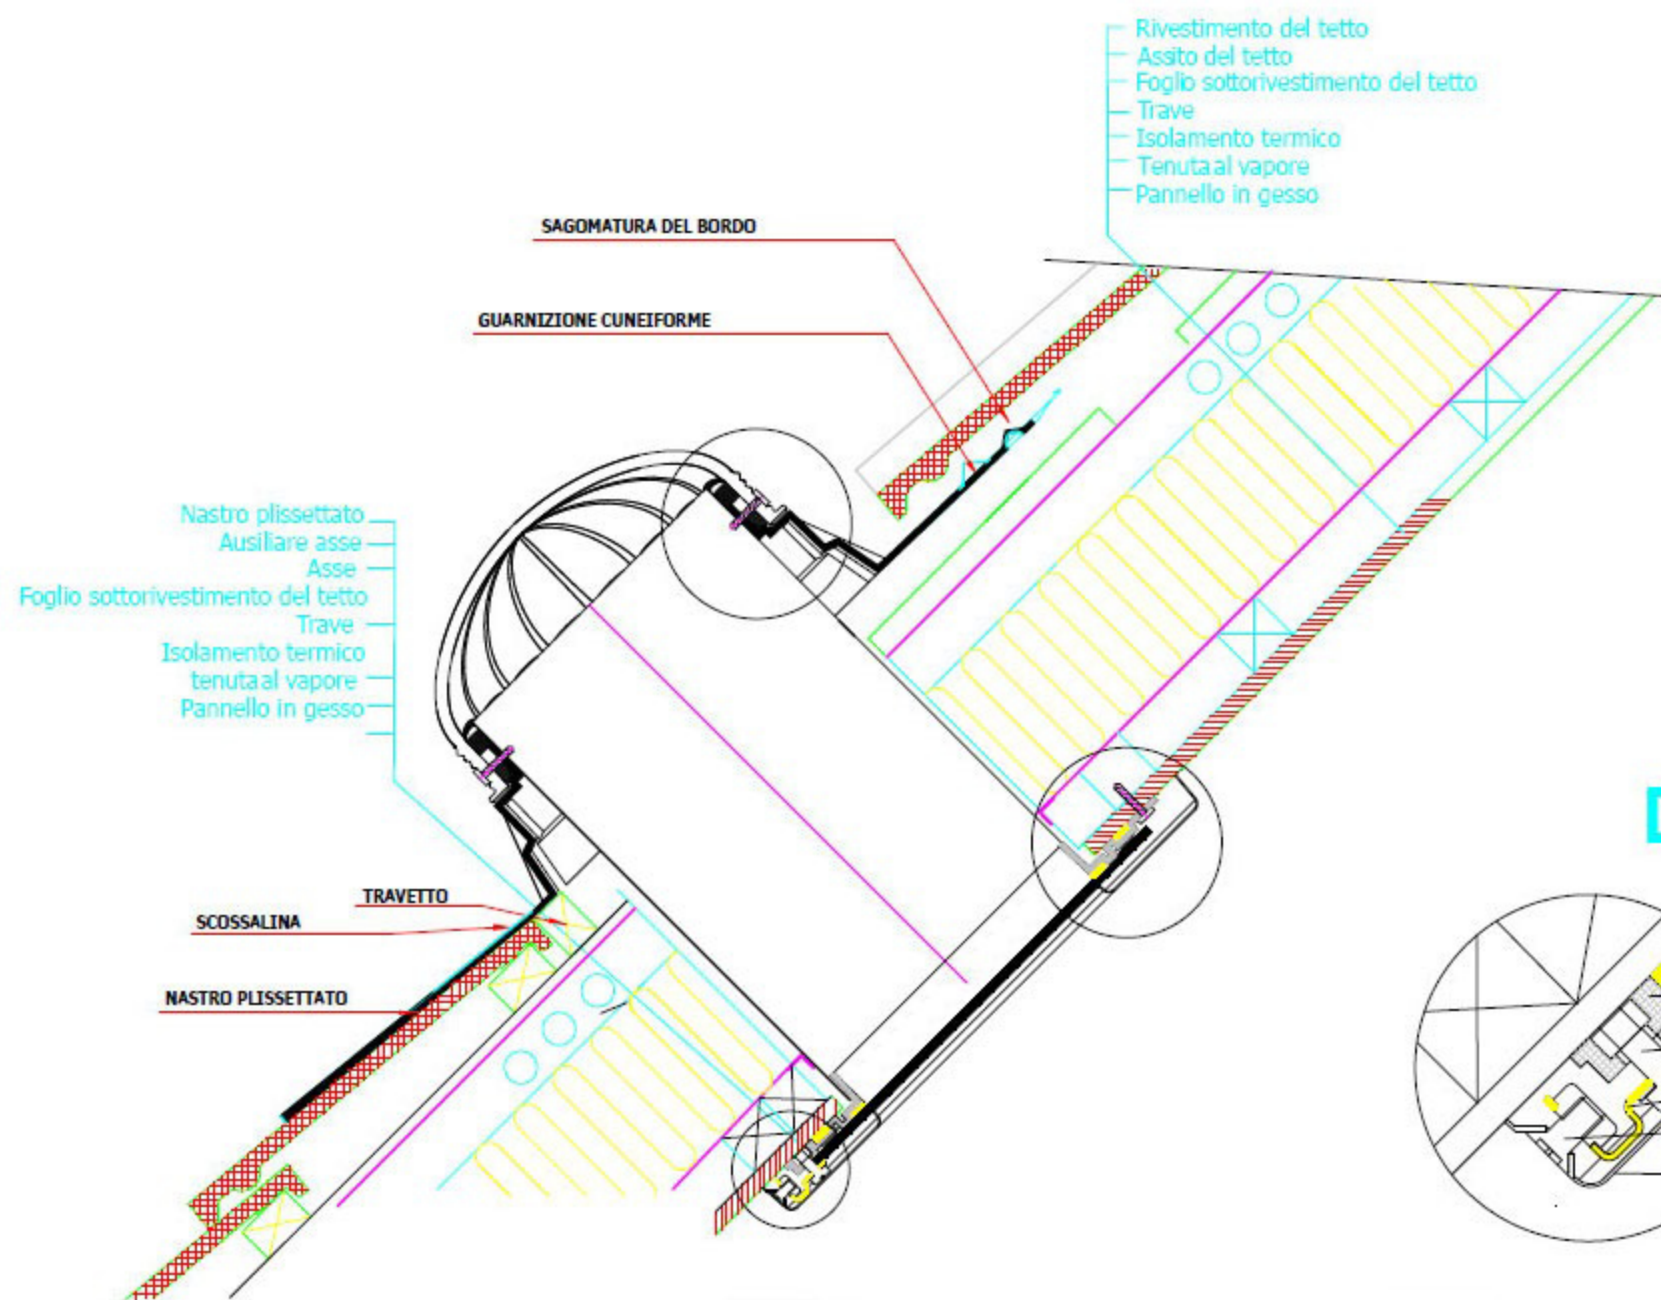 Rivestimento del tetto
Assito del tetto
Foglio sottorivestimento del tetto
Trave
Isolamento termico
Tenuta al vapore
Pannello in gesso
SAGOMATURA DEL BORDO
GUARNIZIONE CUNEIFORME
Nastro plissettato
Ausiliare asse
Asse
Foglio sottorivestimento del tetto
Trave
Isolamento termico
tenuta al vapore
Pannello in gesso
TRAVETTO
SCOSSALINA
NASTRO PLISSETTATO